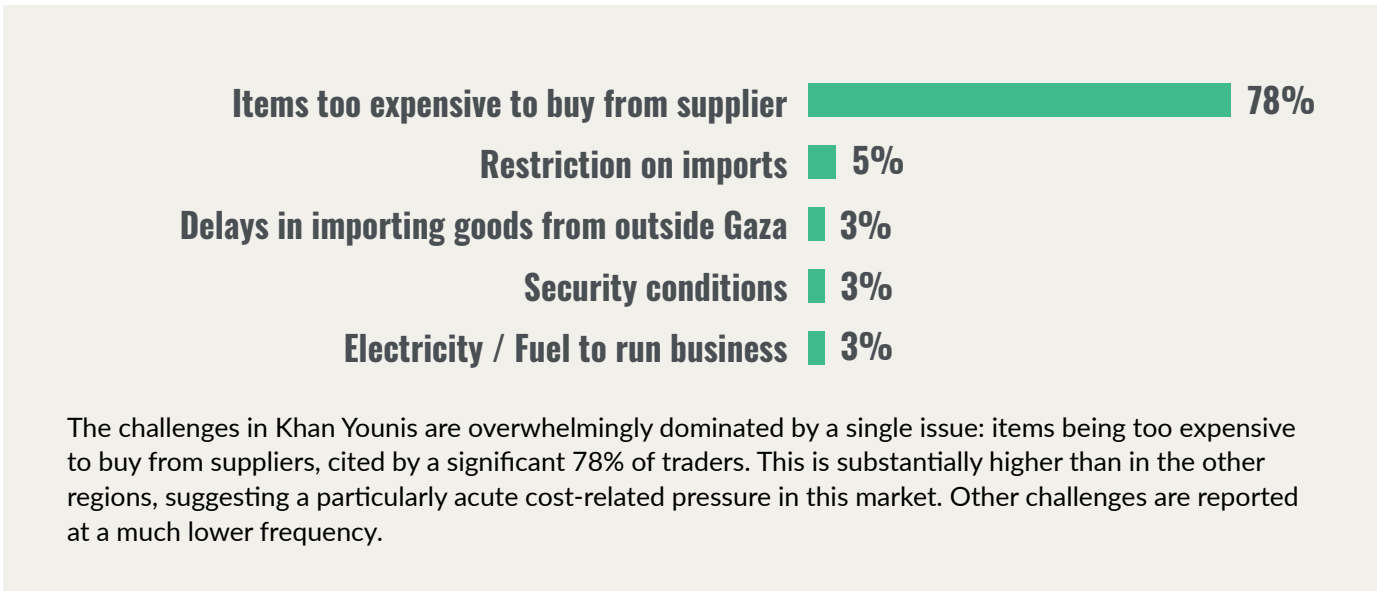 Items too expensive to buy from supplier 78%
Restriction on imports 5%
Delays in importing goods from outside Gaza 3%
Security conditions 3%
Electricity / Fuel to run business 3%
The challenges in Khan Younis are overwhelmingly dominated by a single issue: items being too expensive
to buy from suppliers, cited by a significant 78% of traders. This is substantially higher than in the other
regions, suggesting a particularly acute cost-related pressure in this market. Other challenges are reported
at a much lower frequency.